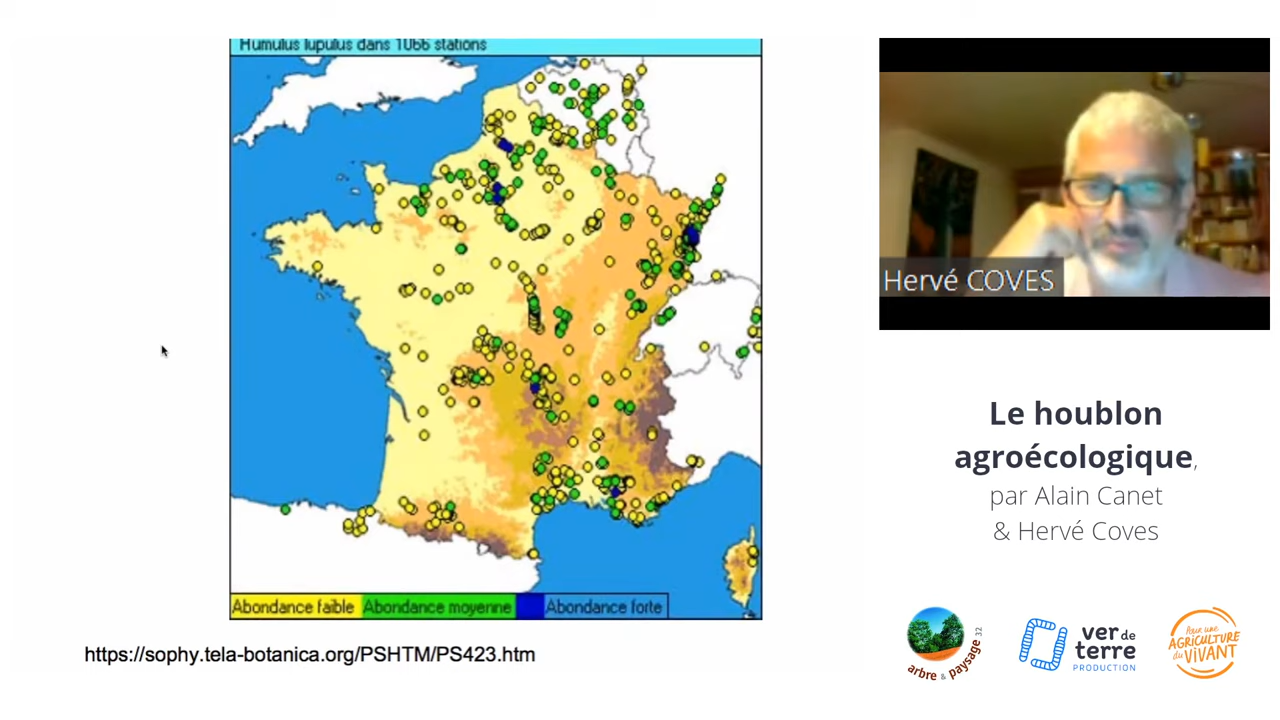 Humulus lupulus dans 1066 stations
Abondance faible
Abondance moyenne
Abondance forte
https://sophy.tela-botanica.org/PSHTM/PS423.htm
Hervé COVES
Le houblon
agroécologique,
par Alain Canet
& Hervé Coves
arbre & paysage 32
ver de
terre
PRODUCTION
Pour une
AGRICULTURE
du ViVANT